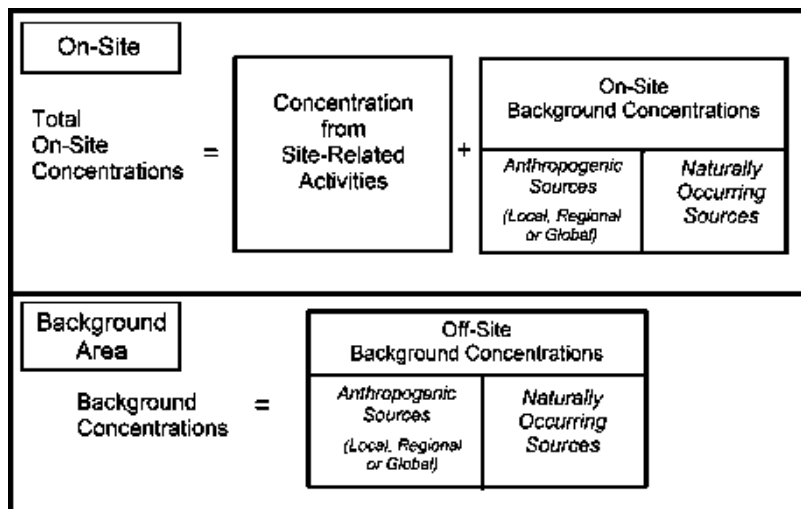 On-Site
Total
On-Site
Concentrations
=
Concentration
from
Site-Related
Activities
+
On-Site
Background Concentrations
Anthropogenic
Sources
(Local, Regional
or Global)
Naturally
Occurring
Sources
Background
Area
Background
Concentrations
=
Off-Site
Background Concentrations
Anthropogenic
Sources
(Local, Regional
or Global)
Naturally
Occurring
Sources